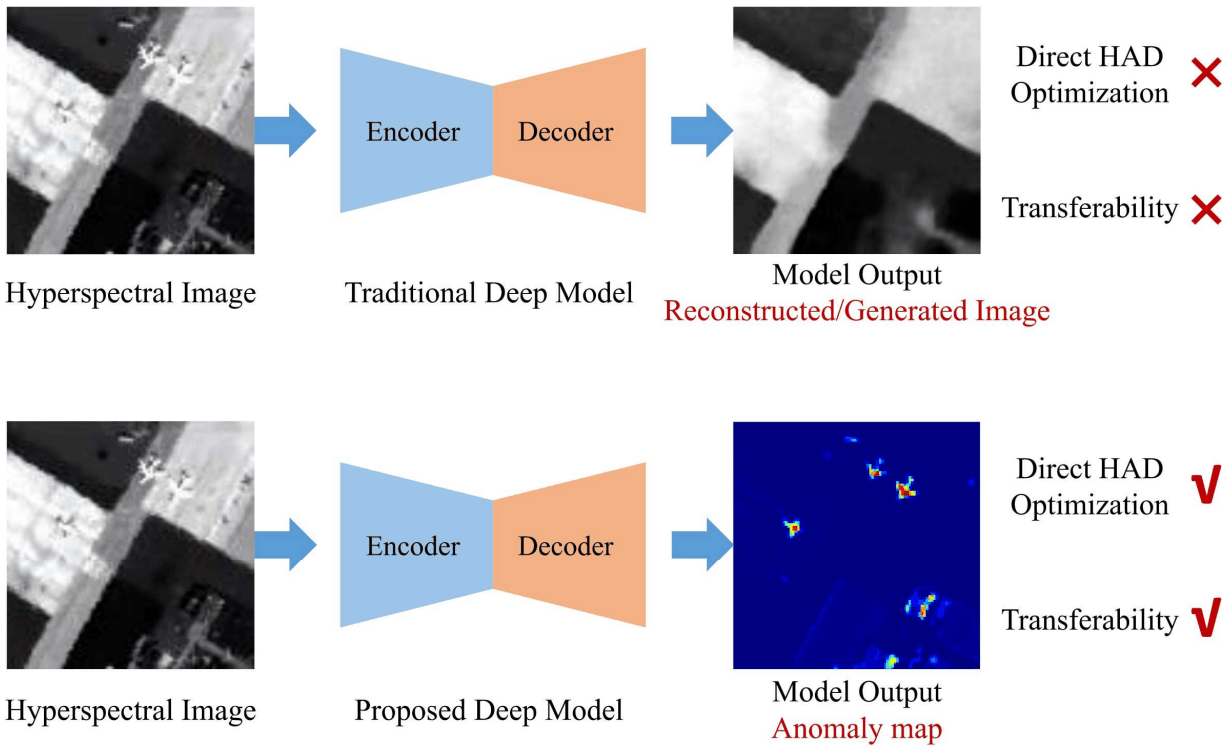 Direct HAD
Optimization ×
Encoder Decoder
Transferability ×
Hyperspectral Image
Traditional Deep Model
Model Output
Reconstructed/Generated Image
Direct HAD
Optimization √
Encoder Decoder
Transferability √
Hyperspectral Image
Proposed Deep Model
Model Output
Anomaly map